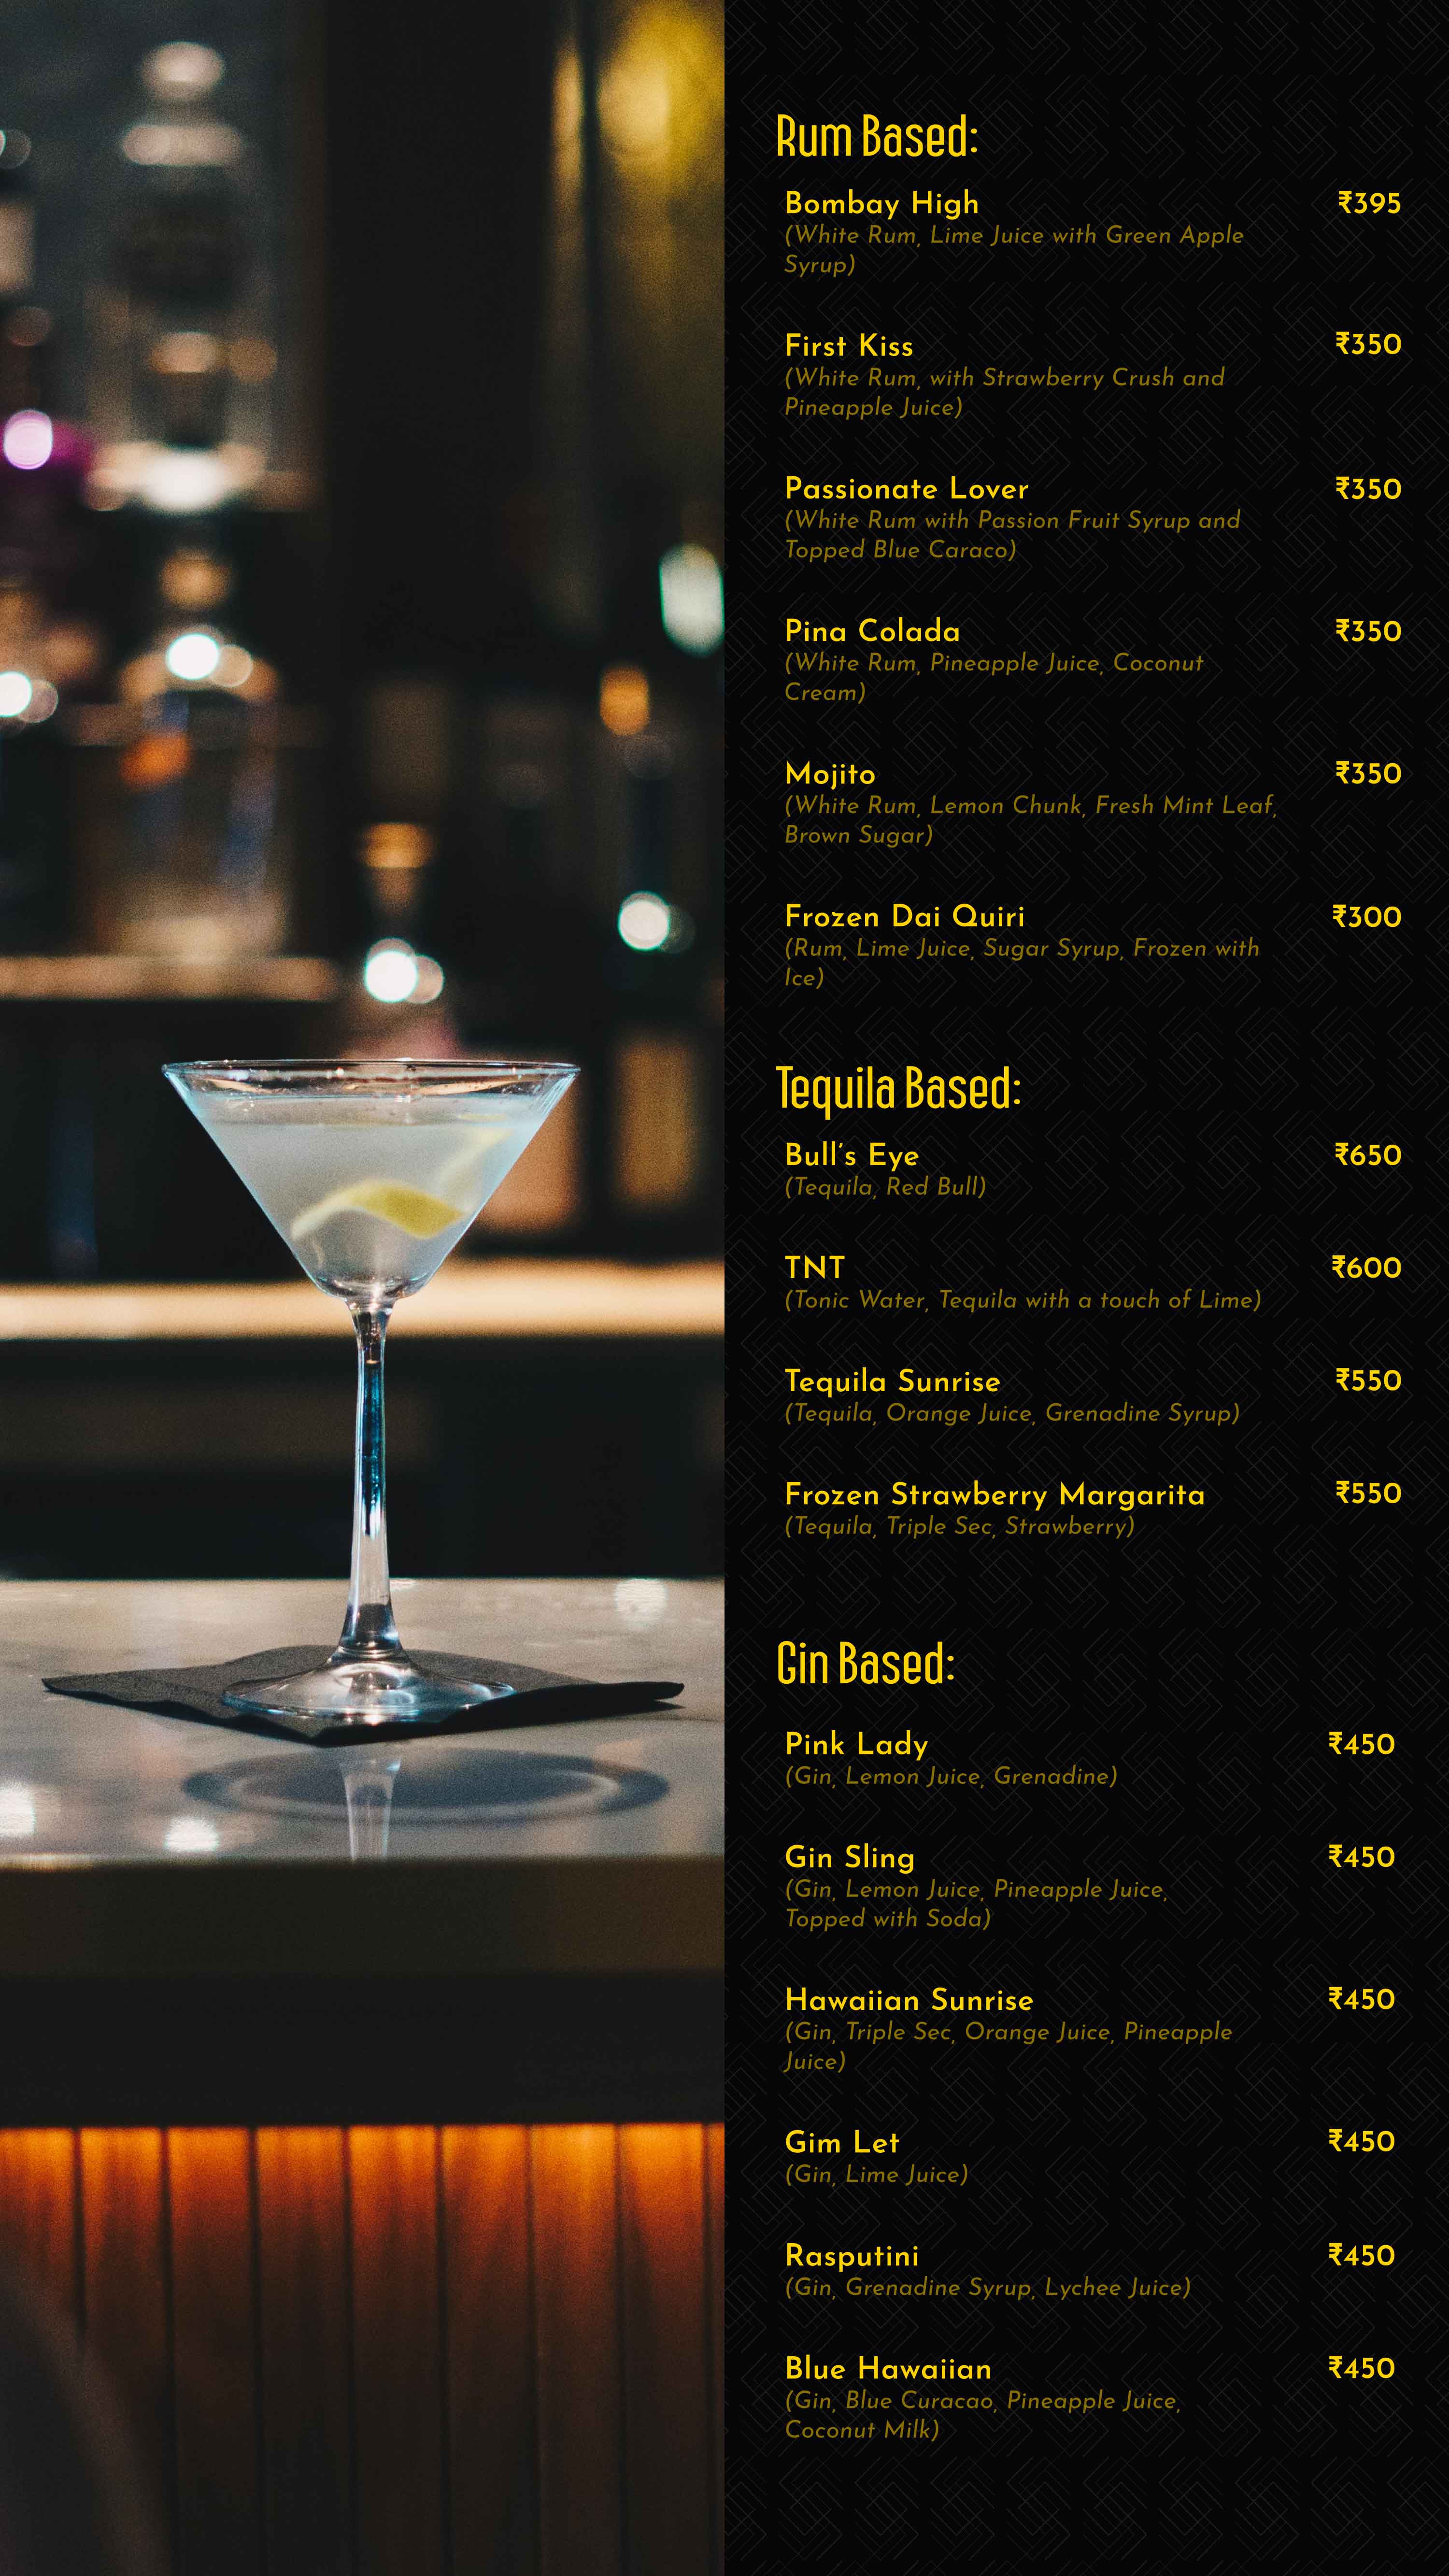 Rum Based:
Bombay High ₹395
(White Rum, Lime Juice with Green Apple
Syrup)
First Kiss ₹350
(White Rum, with Strawberry Crush and
Pineapple Juice)
Passionate Lover ₹350
(White Rum with Passion Fruit Syrup and
Topped Blue Caraco)
Pina Colada ₹350
(White Rum, Pineapple Juice, Coconut
Cream)
Mojito ₹350
(White Rum, Lemon Chunk, Fresh Mint Leaf,
Brown Sugar)
Frozen Dai Quiri ₹300
(Rum, Lime Juice, Sugar Syrup, Frozen with
Ice)
Tequila Based:
Bull's Eye ₹650
(Tequila, Red Bull)
TNT ₹600
(Tonic Water, Tequila with a touch of Lime)
Tequila Sunrise ₹550
(Tequila, Orange Juice, Grenadine Syrup)
Frozen Strawberry Margarita ₹550
(Tequila, Triple Sec, Strawberry)
Gin Based:
Pink Lady ₹450
(Gin, Lemon Juice, Grenadine)
Gin Sling ₹450
(Gin, Lemon Juice, Pineapple Juice,
Topped with Soda)
Hawaiian Sunrise ₹450
(Gin, Triple Sec, Orange Juice, Pineapple
Juice)
Gim Let ₹450
(Gin, Lime Juice)
Rasputini ₹450
(Gin, Grenadine Syrup, Lychee Juice)
Blue Hawaiian ₹450
(Gin, Blue Curacao, Pineapple Juice,
Coconut Milk)